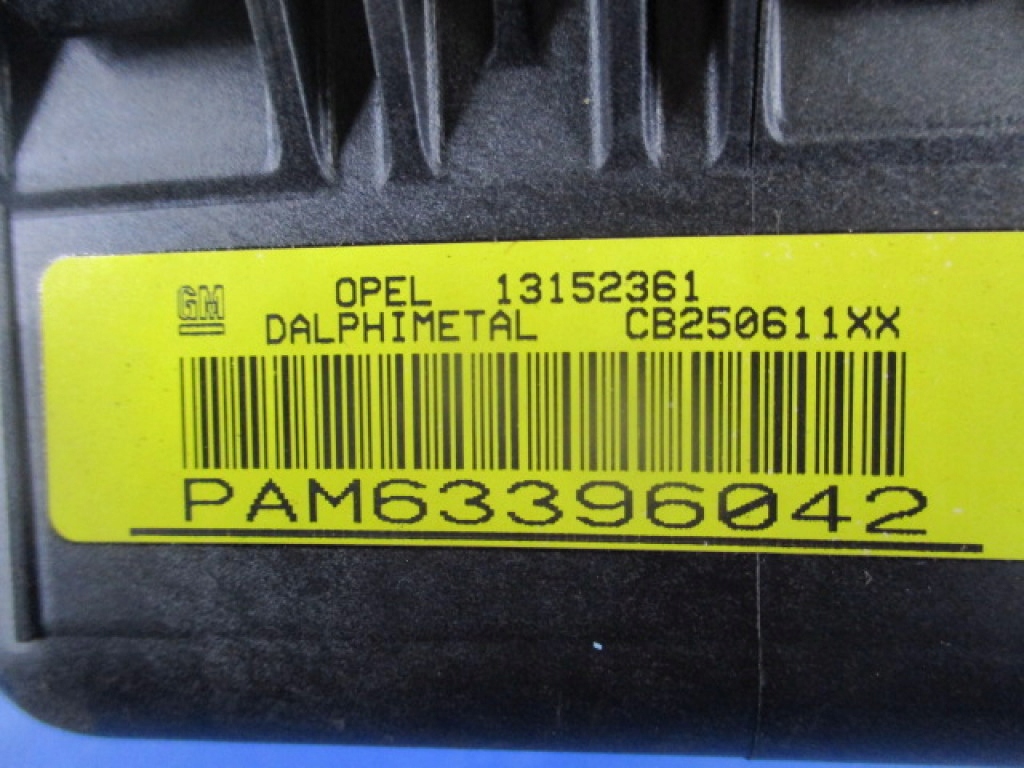 GM OPEL 13152361
DALPHIMETAL CB250611XX
PAM63396042